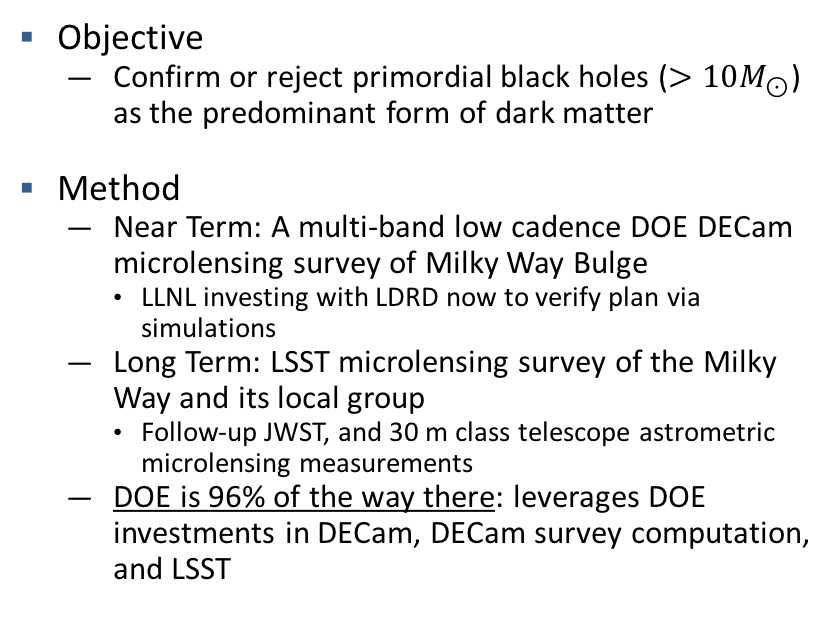 ▪ Objective
— Confirm or reject primordial black holes (> 10M☉)
as the predominant form of dark matter
▪ Method
— Near Term: A multi-band low cadence DOE DECam
microlensing survey of Milky Way Bulge
• LLNL investing with LDRD now to verify plan via
simulations
— Long Term: LSST microlensing survey of the Milky
Way and its local group
• Follow-up JWST, and 30 m class telescope astrometric
microlensing measurements
— DOE is 96% of the way there: leverages DOE
investments in DECam, DECam survey computation,
and LSST